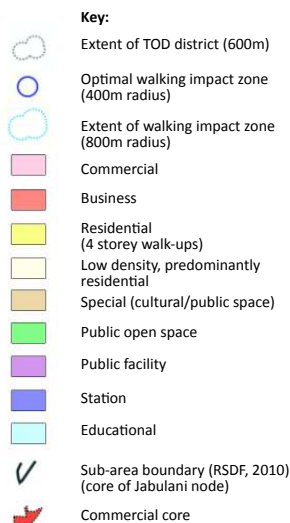 Key:
Extent of TOD district (600m)
Optimal walking impact zone
(400m radius)
Extent of walking impact zone
(800m radius)
Commercial
Business
Residential
(4 storey walk-ups)
Low density, predominantly
residential
Special (cultural/public space)
Public open space
Public facility
Station
Educational
Sub-area boundary (RSDF, 2010)
(core of Jabulani node)
Commercial core